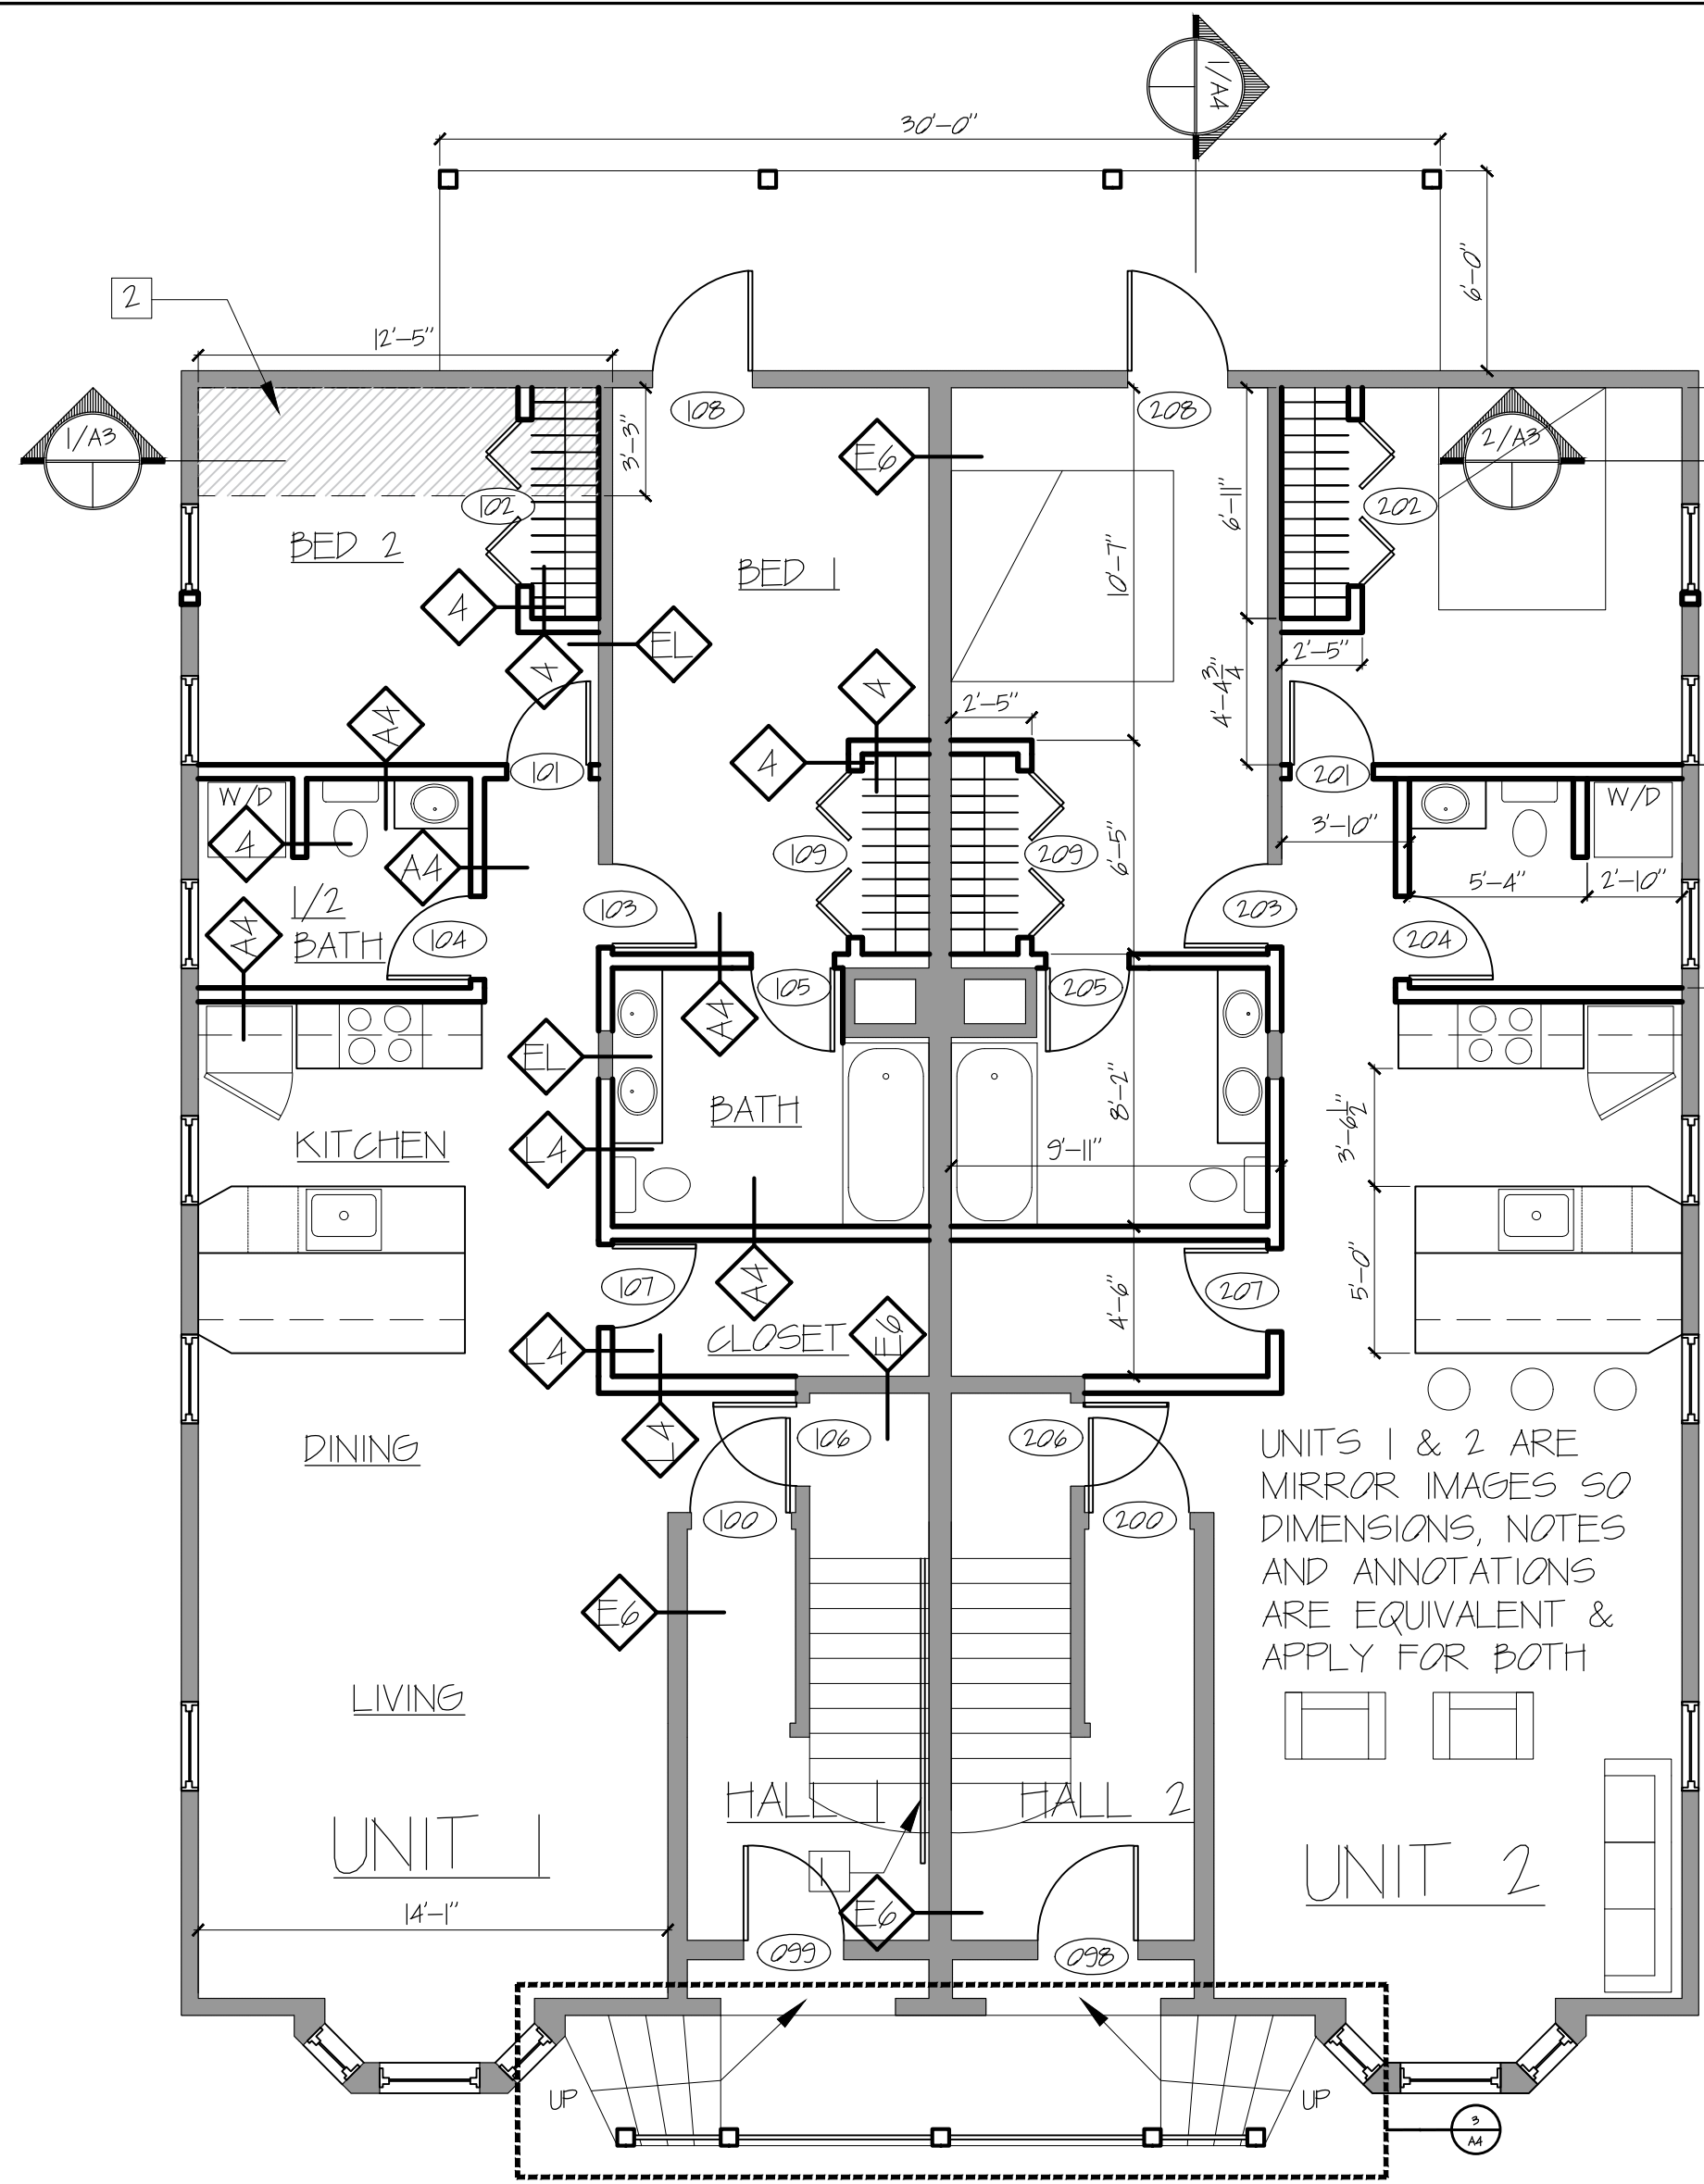 1/A4
30'-0"
6'-0"
2
12'-5"
1/A3
108
208
3'-3"
E6
2/A3
102
202
6'-11"
BED 2
BED 1
10'-7"
4
EL
4
4
2'-5"
4'-4 3/4"
2'-5"
A4
4
101
201
W/D
W/D
4
3'-10"
A4
109
209
6'-5"
5'-4"
2'-10"
1/2
BATH
103
203
A4
104
204
105
205
A4
EL
BATH
8'-2"
3'-6 1/2"
KITCHEN
L4
9'-11"
107
A4
207
5'-0"
4'-6"
L4
CLOSET
E6
L4
DINING
106
206
UNITS 1 & 2 ARE
MIRROR IMAGES SO
DIMENSIONS, NOTES
AND ANNOTATIONS
ARE EQUIVALENT &
APPLY FOR BOTH
100
200
E6
LIVING
HALL 1
HALL 2
UNIT 1
1
UNIT 2
14'-1"
E6
099
098
UP
UP
3
A4